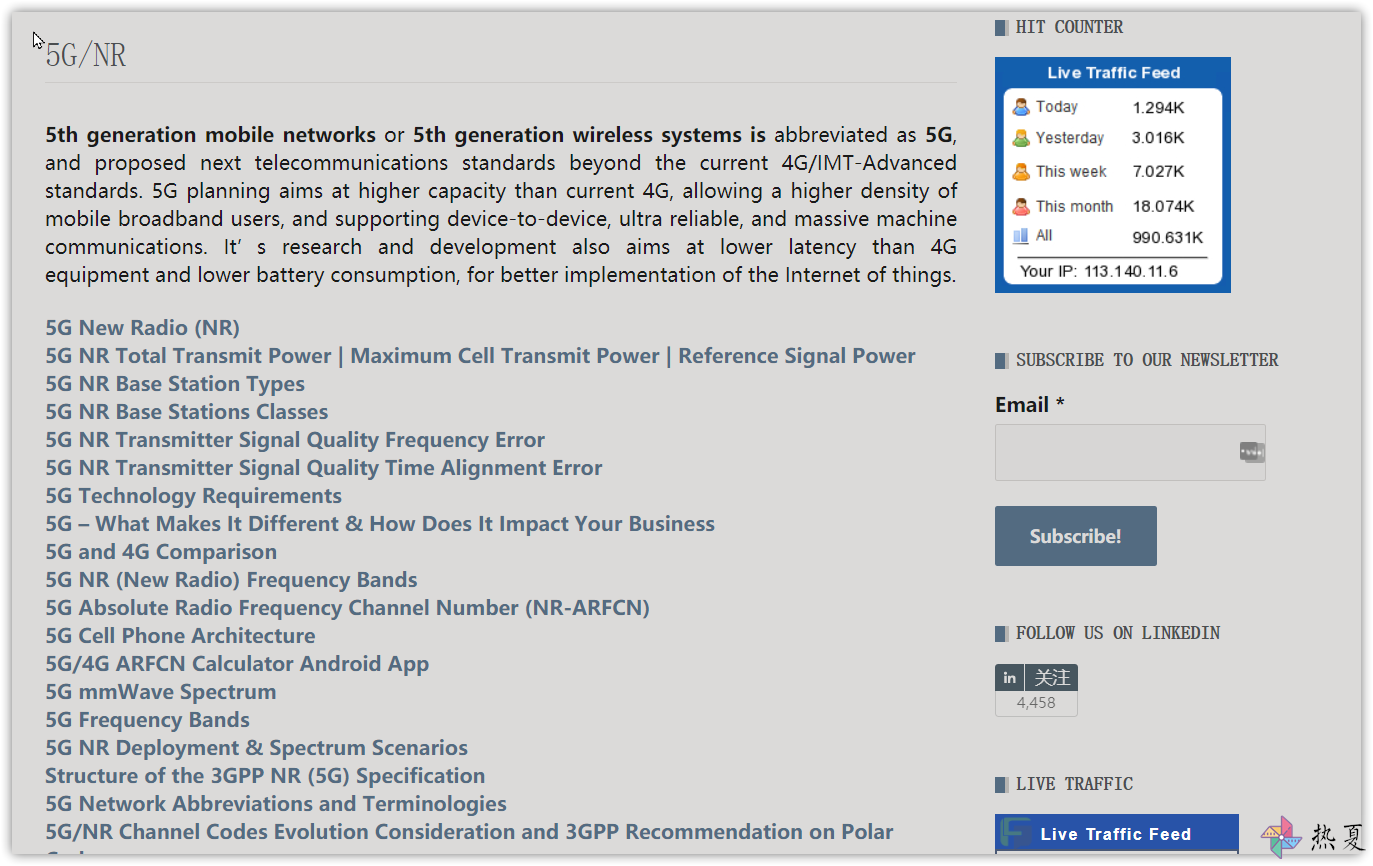 5G/NR
5th generation mobile networks or 5th generation wireless systems is abbreviated as 5G,
and proposed next telecommunications standards beyond the current 4G/IMT-Advanced
standards. 5G planning aims at higher capacity than current 4G, allowing a higher density of
mobile broadband users, and supporting device-to-device, ultra reliable, and massive machine
communications. It’s research and development also aims at lower latency than 4G
equipment and lower battery consumption, for better implementation of the Internet of things.
5G New Radio (NR)
5G NR Total Transmit Power | Maximum Cell Transmit Power | Reference Signal Power
5G NR Base Station Types
5G NR Base Stations Classes
5G NR Transmitter Signal Quality Frequency Error
5G NR Transmitter Signal Quality Time Alignment Error
5G Technology Requirements
5G – What Makes It Different & How Does It Impact Your Business
5G and 4G Comparison
5G NR (New Radio) Frequency Bands
5G Absolute Radio Frequency Channel Number (NR-ARFCN)
5G Cell Phone Architecture
5G/4G ARFCN Calculator Android App
5G mmWave Spectrum
5G Frequency Bands
5G NR Deployment & Spectrum Scenarios
Structure of the 3GPP NR (5G) Specification
5G Network Abbreviations and Terminologies
5G/NR Channel Codes Evolution Consideration and 3GPP Recommendation on Polar
HIT COUNTER
Live Traffic Feed
Today 1.294K
Yesterday 3.016K
This week 7.027K
This month 18.074K
All 990.631K
Your IP: 113.140.11.6
SUBSCRIBE TO OUR NEWSLETTER
Email *
Subscribe!
FOLLOW US ON LINKEDIN
in 关注
4,458
LIVE TRAFFIC
Live Traffic Feed
热夏